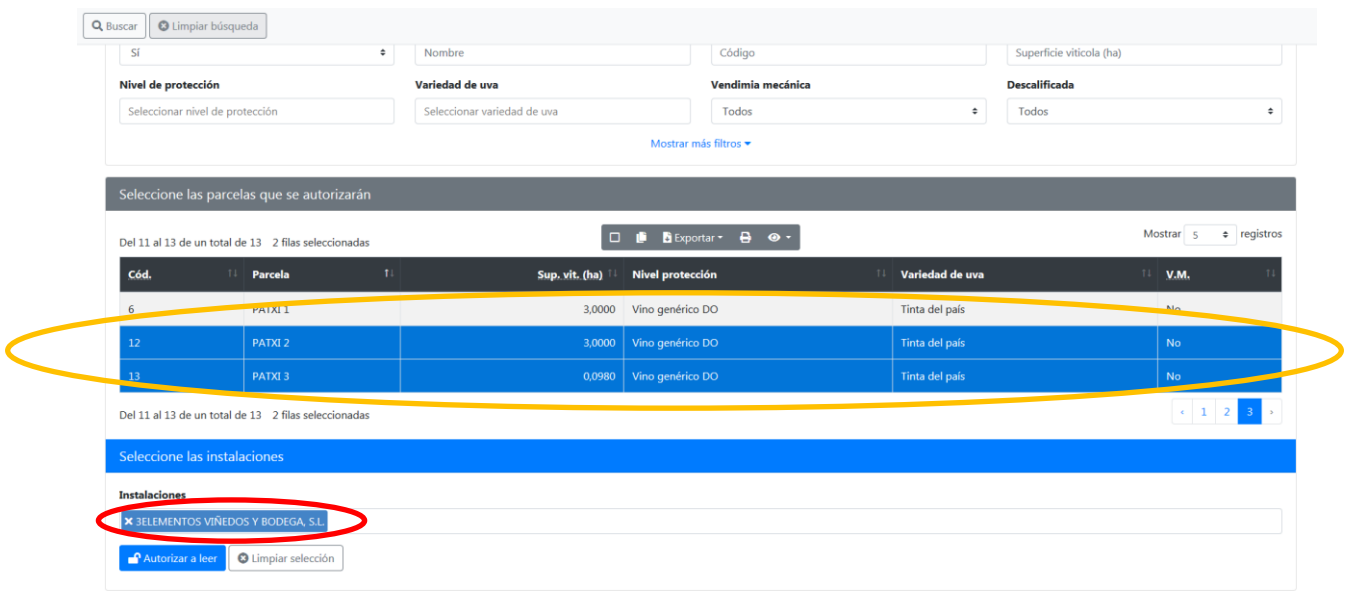 Buscar Limpiar búsqueda
Sí Nombre Código Superficie vitícola (ha)
Nivel de protección Variedad de uva Vendimia mecánica Descalificada
Seleccionar nivel de protección Seleccionar variedad de uva Todos Todos
Mostrar más filtros
Seleccione las parcelas que se autorizarán
Del 11 al 13 de un total de 13 2 filas seleccionadas Exportar Mostrar 5 registros
Cód. Parcela Sup. vit. (ha) Nivel protección Variedad de uva V.M.
6 PATXI 1 3,0000 Vino genérico DO Tinta del país No
12 PATXI 2 3,0000 Vino genérico DO Tinta del país No
13 PATXI 3 0,0980 Vino genérico DO Tinta del país No
Del 11 al 13 de un total de 13 2 filas seleccionadas ‹ 1 2 3 ›
Seleccione las instalaciones
Instalaciones
× 3ELEMENTOS VIÑEDOS Y BODEGA, S.L.
Autorizar a leer Limpiar selección